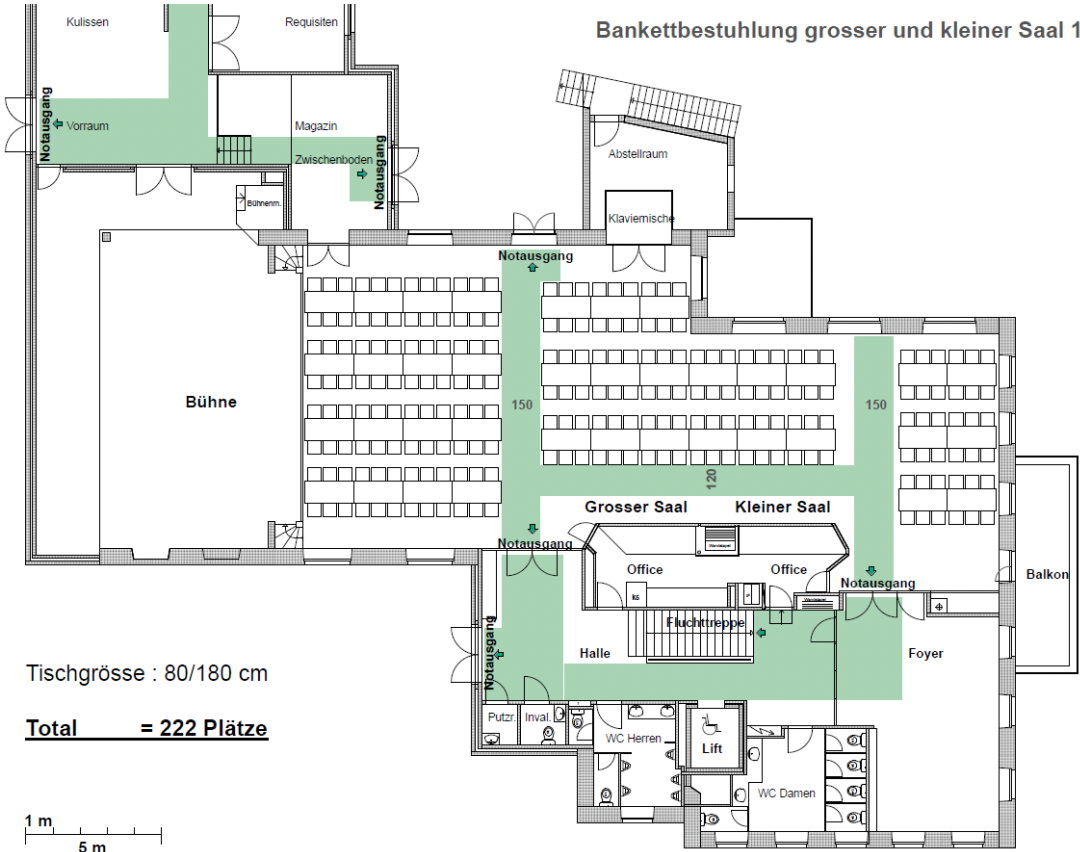 Bankettbestuhlung grosser und kleiner Saal 1
Kulissen
Requisiten
Notausgang
Vorraum
Magazin
Zwischenboden
Notausgang
Abstellraum
Bühnenm.
Klaviernische
Notausgang
Bühne
150
150
120
Grosser Saal
Kleiner Saal
Notausgang
Office
Office
ks
Notausgang
Balkon
Fluchttreppe
Notausgang
Halle
Foyer
Tischgrösse : 80/180 cm
Putzr.
Inval.
WC Herren
Lift
Total = 222 Plätze
WC Damen
1 m
5 m